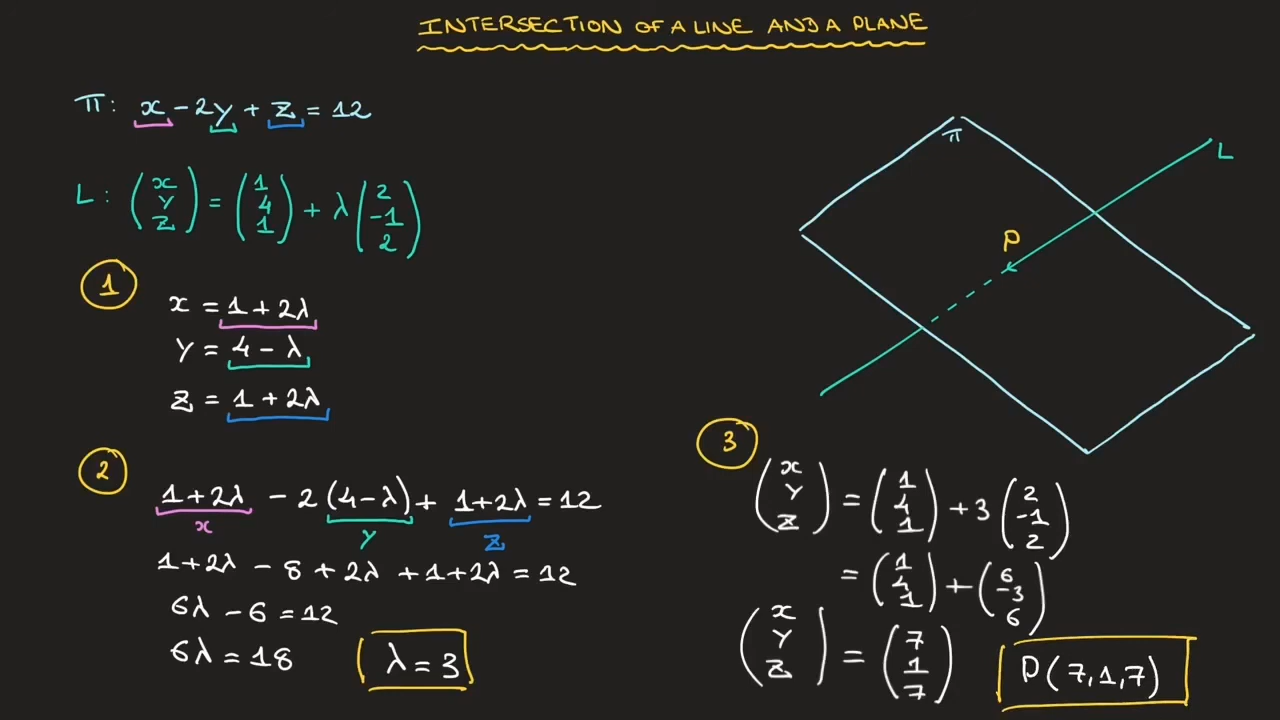 INTERSECTION OF A LINE AND A PLANE
π: x - 2y + z = 12
L: (x y z) = (1 4 1) + λ (2 -1 2)
1
x = 1 + 2λ
y = 4 - λ
z = 1 + 2λ
2
1+2λ - 2(4-λ) + 1+2λ = 12
x y z
1+2λ - 8 + 2λ + 1+2λ = 12
6λ - 6 = 12
6λ = 18
λ = 3
π
L
P
3
(x y z) = (1 4 1) + 3 (2 -1 2)
= (1 4 1) + (6 -3 6)
(x y z) = (7 1 7)
P(7,1,7)